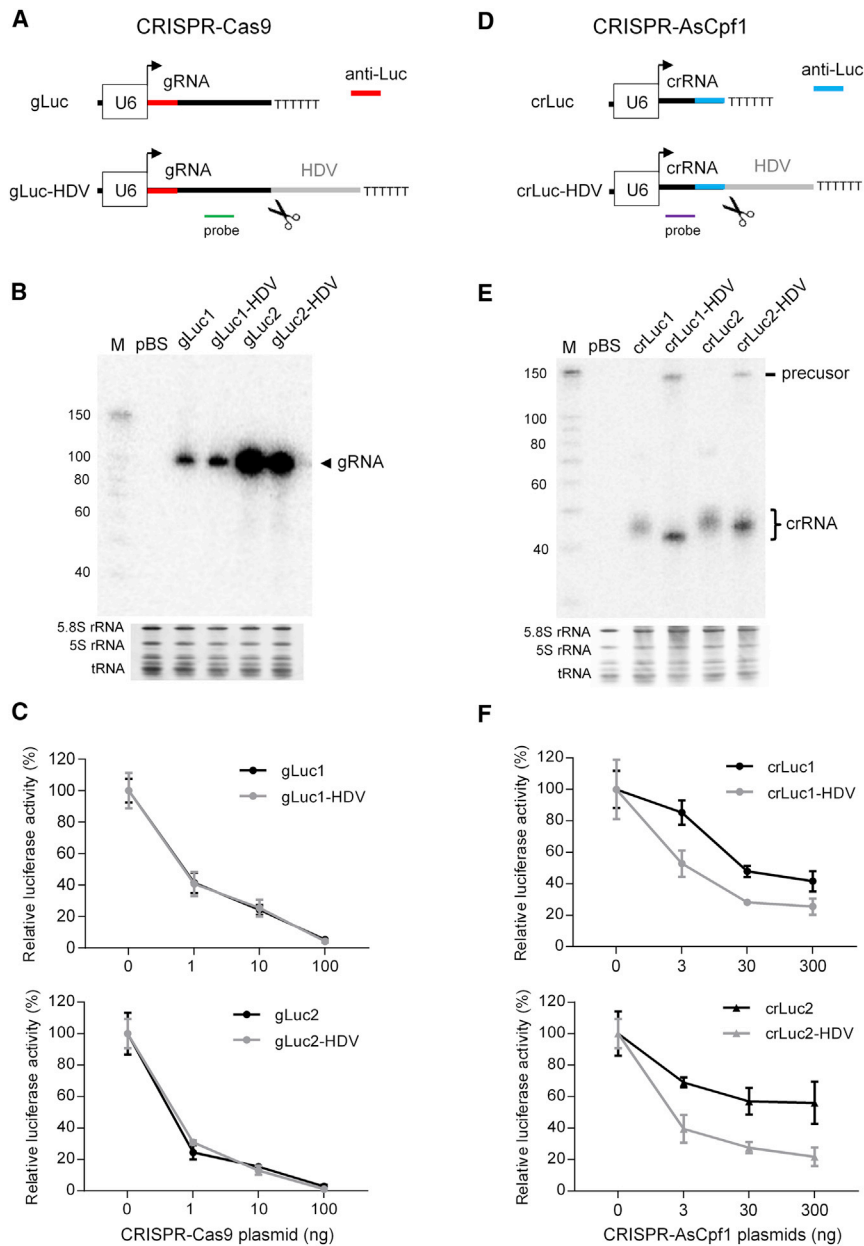 A
CRISPR-Cas9
gLuc
U6
gRNA
TTTTTT
anti-Luc
gLuc-HDV
U6
gRNA
HDV
TTTTTT
probe
B
M
pBS
gLuc1
gLuc1-HDV
gLuc2
gLuc2-HDV
150
100
80
60
40
gRNA
5.8S rRNA
5S rRNA
tRNA
C
Relative luciferase activity (%)
120
100
80
60
40
20
0
gLuc1
gLuc1-HDV
0 1 10 100
Relative luciferase activity (%)
120
100
80
60
40
20
0
gLuc2
gLuc2-HDV
0 1 10 100
CRISPR-Cas9 plasmid (ng)
D
CRISPR-AsCpf1
crLuc
U6
crRNA
TTTTTT
anti-Luc
crLuc-HDV
U6
crRNA
HDV
TTTTTT
probe
E
M
pBS
crLuc1
crLuc1-HDV
crLuc2
crLuc2-HDV
150
100
80
60
40
precusor
crRNA
5.8S rRNA
5S rRNA
tRNA
F
Relative luciferase activity (%)
120
100
80
60
40
20
0
crLuc1
crLuc1-HDV
0 3 30 300
Relative luciferase activity (%)
120
100
80
60
40
20
0
crLuc2
crLuc2-HDV
0 3 30 300
CRISPR-AsCpf1 plasmids (ng)